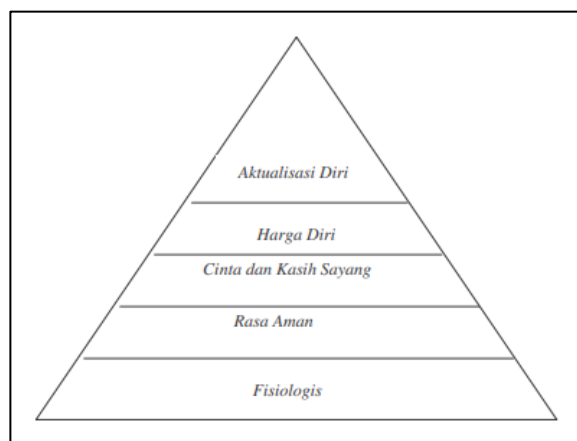 Aktualisasi Diri
Harga Diri
Cinta dan Kasih Sayang
Rasa Aman
Fisiologis